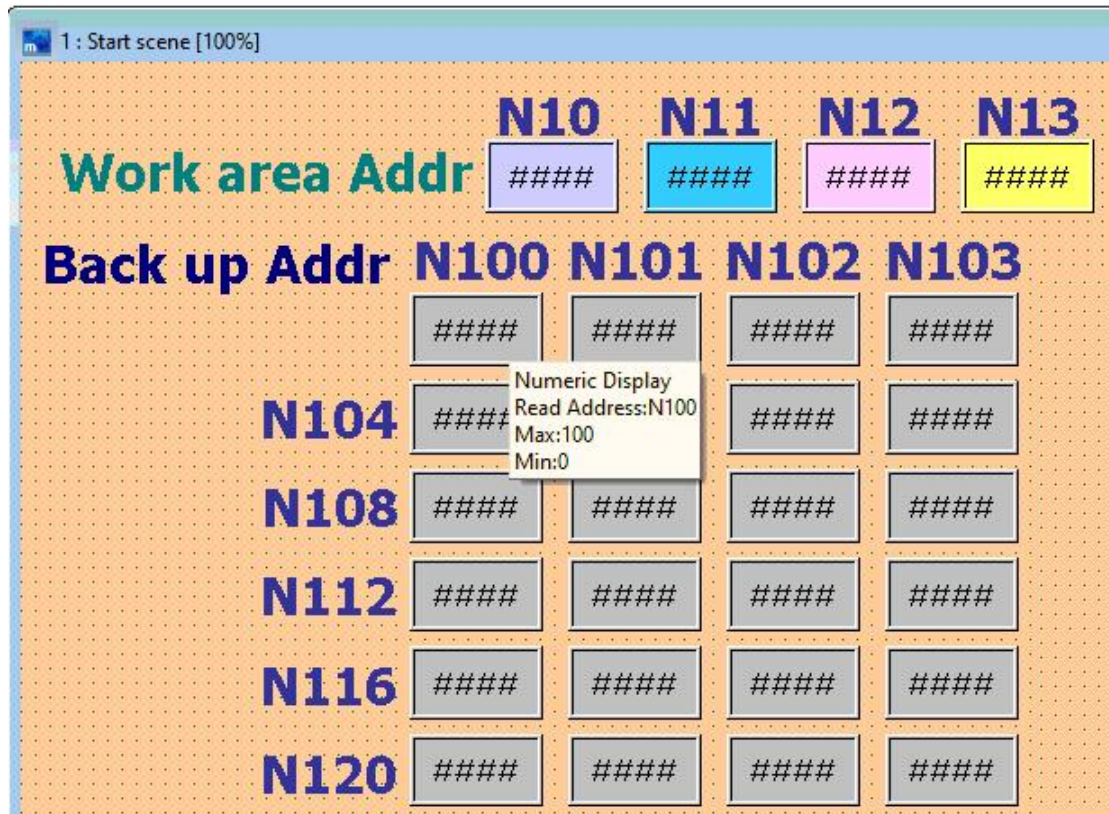 1 : Start scene [100%]
N10 N11 N12 N13
Work area Addr #### #### #### ####
Back up Addr N100 N101 N102 N103
#### #### #### ####
Numeric Display
Read Address:N100
Max:100
Min:0
N104 #### #### ####
N108 #### #### #### ####
N112 #### #### #### ####
N116 #### #### #### ####
N120 #### #### #### ####